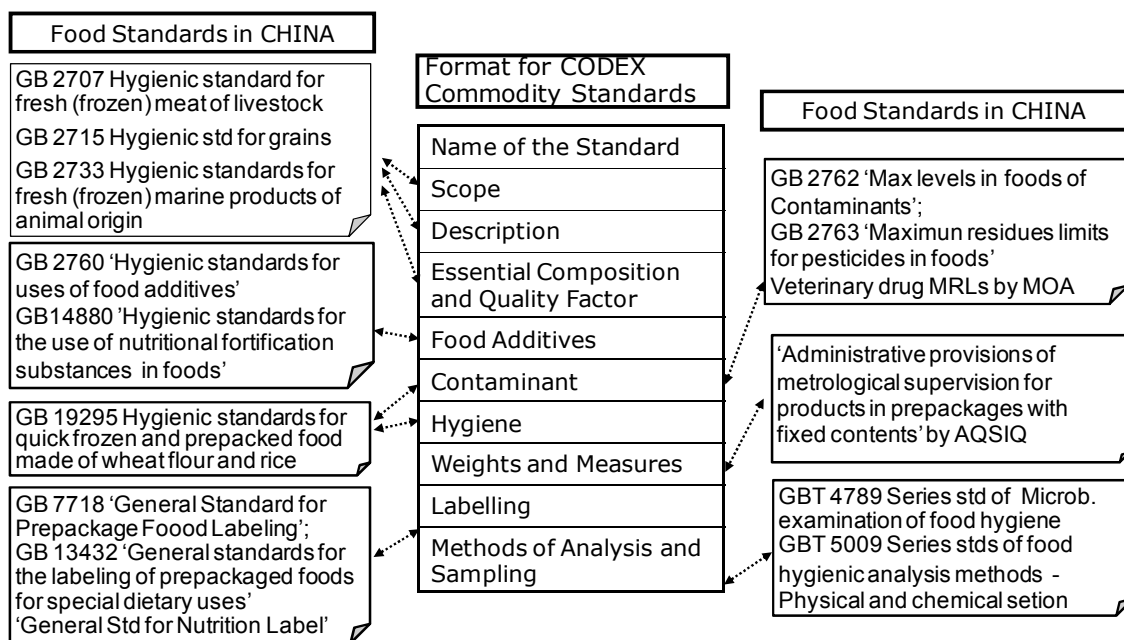 Food Standards in CHINA
GB 2707 Hygienic standard for
fresh (frozen) meat of livestock
GB 2715 Hygienic std for grains
GB 2733 Hygienic standards for
fresh (frozen) marine products of
animal origin
GB 2760 ‘Hygienic standards for
uses of food additives’
GB14880 ’Hygienic standards for
the use of nutritional fortification
substances in foods’
GB 19295 Hygienic standards for
quick frozen and prepacked food
made of wheat flour and rice
GB 7718 ‘General Standard for
Prepackage Foood Labeling’;
GB 13432 ‘General standards for
the labeling of prepackaged foods
for special dietary uses’
‘General Std for Nutrition Label’
Format for CODEX
Commodity Standards
Name of the Standard
Scope
Description
Essential Composition
and Quality Factor
Food Additives
Contaminant
Hygiene
Weights and Measures
Labelling
Methods of Analysis and
Sampling
Food Standards in CHINA
GB 2762 ‘Max levels in foods of
Contaminants’;
GB 2763 ‘Maximun residues limits
for pesticides in foods’
Veterinary drug MRLs by MOA
‘Administrative provisions of
metrological supervision for
products in prepackages with
fixed contents’ by AQSIQ
GBT 4789 Series std of Microb.
examination of food hygiene
GBT 5009 Series stds of food
hygienic analysis methods -
Physical and chemical setion